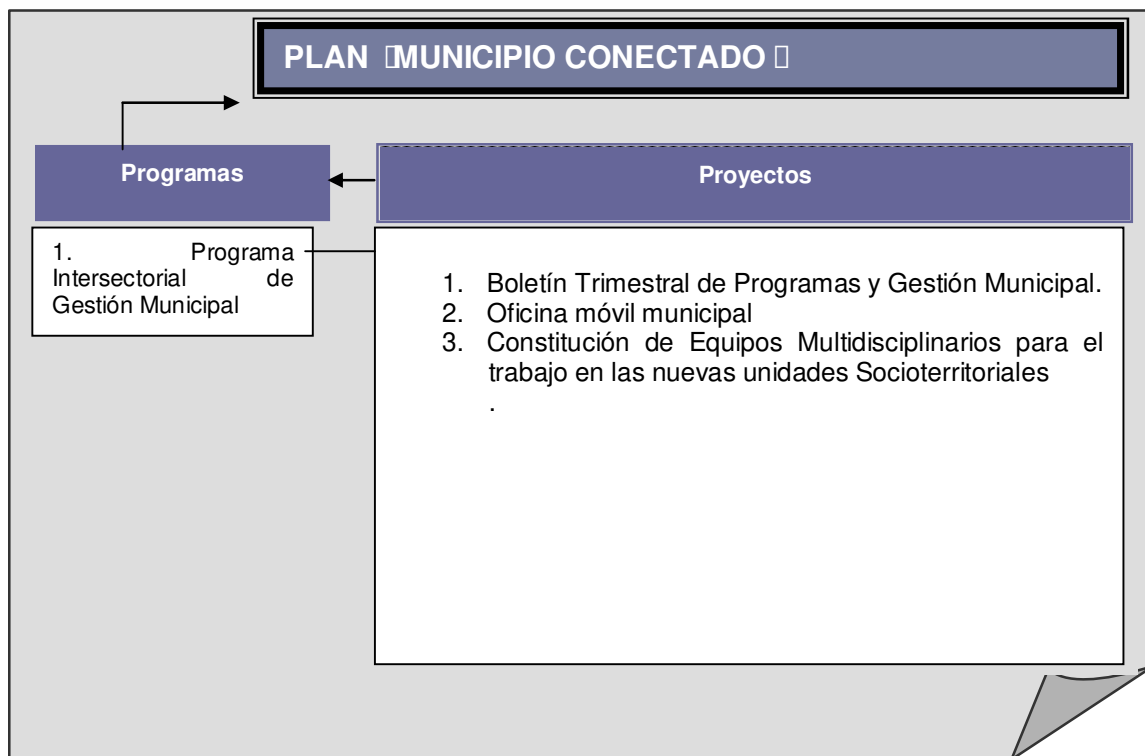 PLAN MUNICIPIO CONECTADO
Programas
Proyectos
1. Programa
Intersectorial de
Gestión Municipal
1. Boletín Trimestral de Programas y Gestión Municipal.
2. Oficina móvil municipal
3. Constitución de Equipos Multidisciplinarios para el
trabajo en las nuevas unidades Socioterritoriales
.